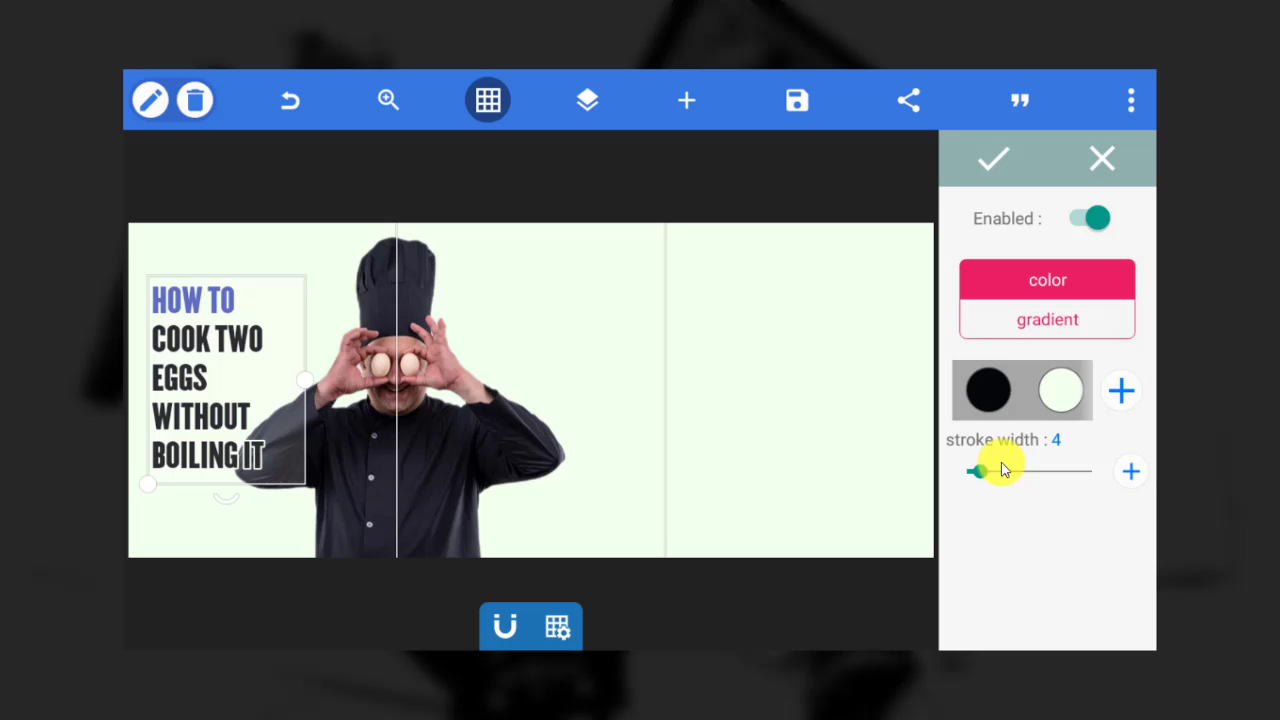 Enabled :
color
gradient
stroke width : 4
HOW TO
COOK TWO
EGGS
WITHOUT
BOILING IT